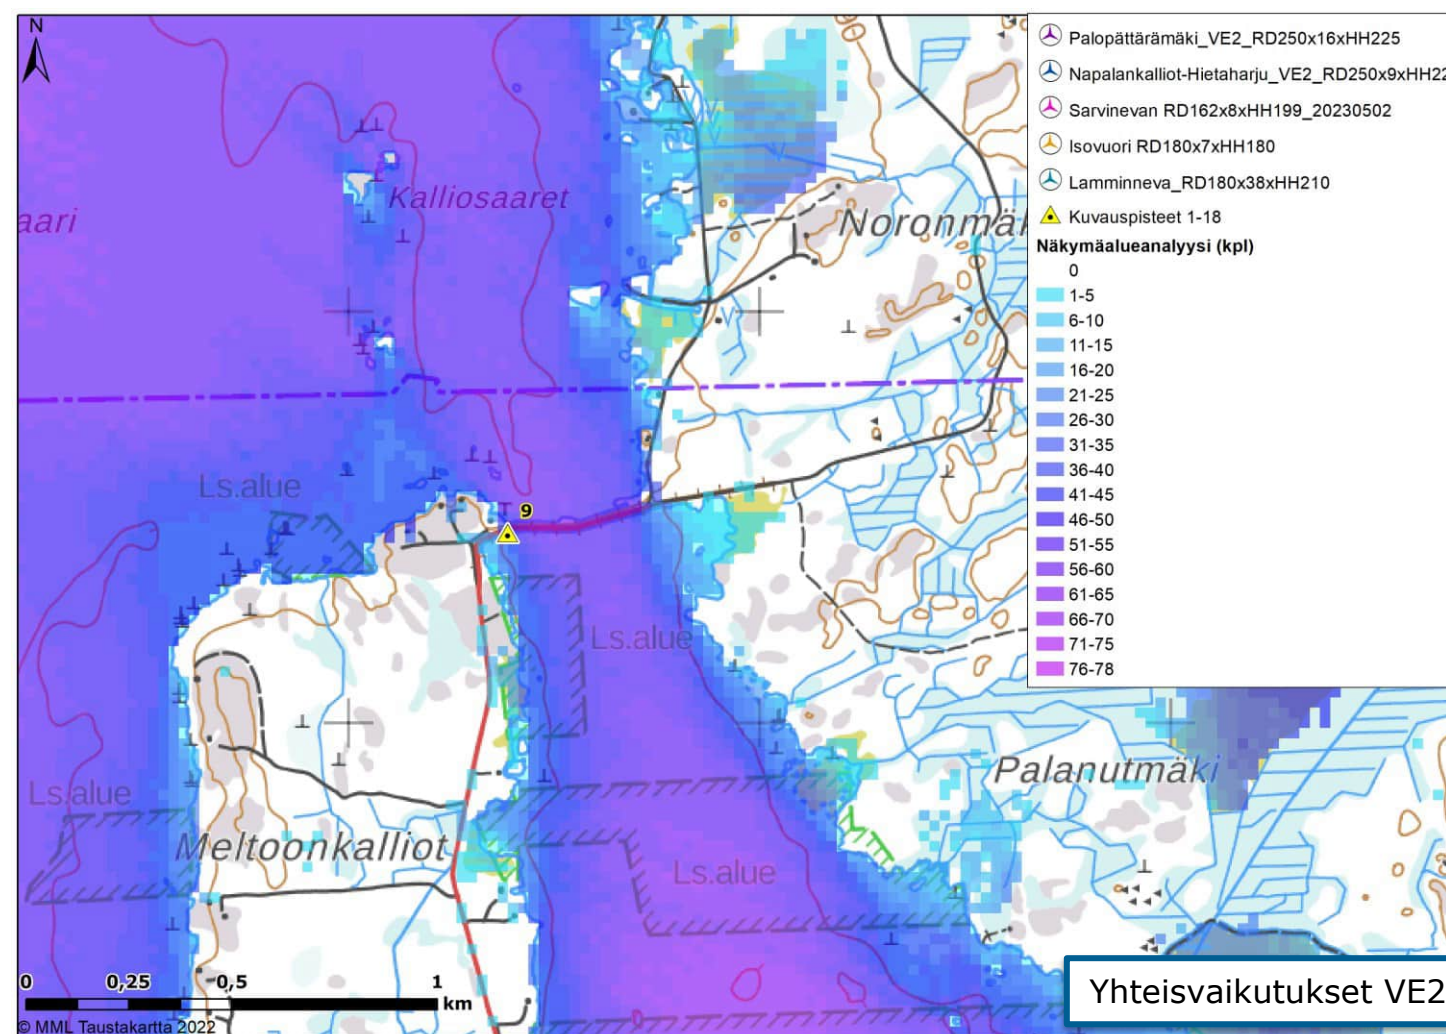 N
Palopättärämäki_VE2_RD250x16xHH225
Napalankalliot-Hietaharju_VE2_RD250x9xHH22
Sarvinevan RD162x8xHH199_20230502
Isovuori RD180x7xHH180
Lamminneva_RD180x38xHH210
Kuvauspisteet 1-18
Näkymäalueanalyysi (kpl)
0
1-5
6-10
11-15
16-20
21-25
26-30
31-35
36-40
41-45
46-50
51-55
56-60
61-65
66-70
71-75
76-78
Kalliosaaret
aari
Noronmäk
Ls.alue
9
Ls.alue
Palanutmäki
Ls.alue
Meltoonkalliot
Ls.alue
0 0,25 0,5 1
km
© MML Taustakartta 2022
Yhteisvaikutukset VE2